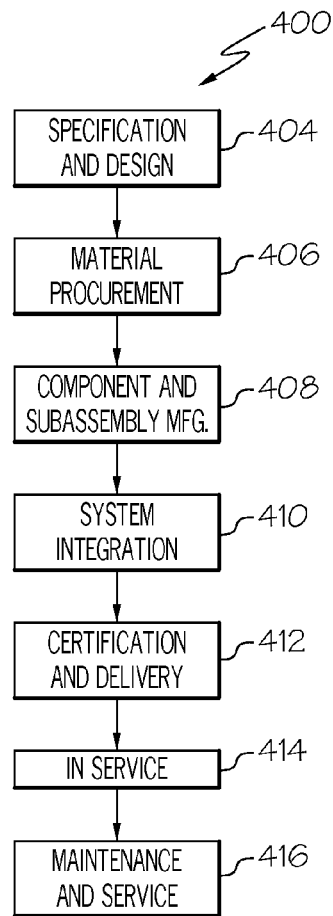 400
SPECIFICATION
AND DESIGN
404
MATERIAL
PROCUREMENT
406
COMPONENT AND
SUBASSEMBLY MFG.
408
SYSTEM
INTEGRATION
410
CERTIFICATION
AND DELIVERY
412
IN SERVICE
414
MAINTENANCE
AND SERVICE
416